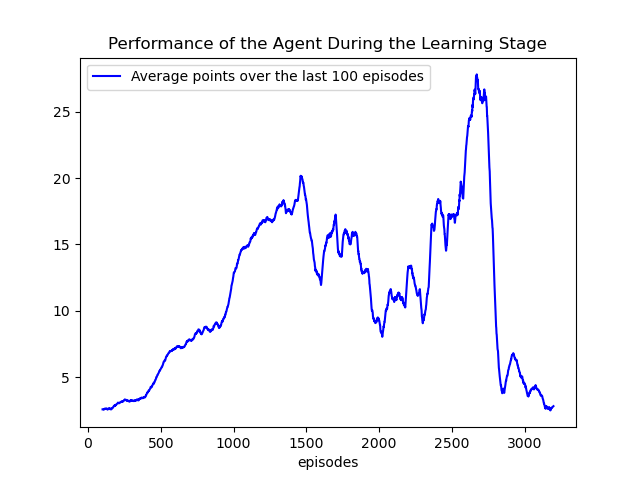 Performance of the Agent During the Learning Stage
Average points over the last 100 episodes
25
20
15
10
5
0 500 1000 1500 2000 2500 3000
episodes